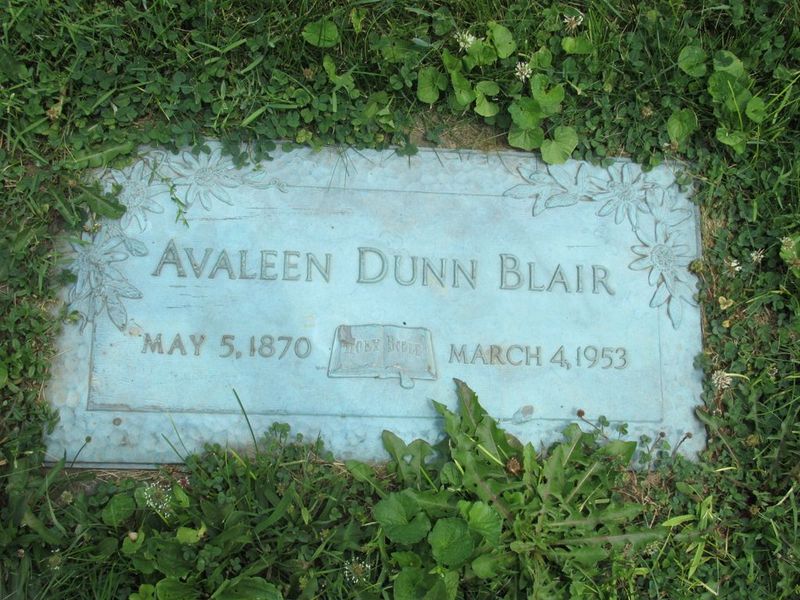 AVALEEN DUNN BLAIR
MAY 5, 1870
HOLY BIBLE
MARCH 4, 1953